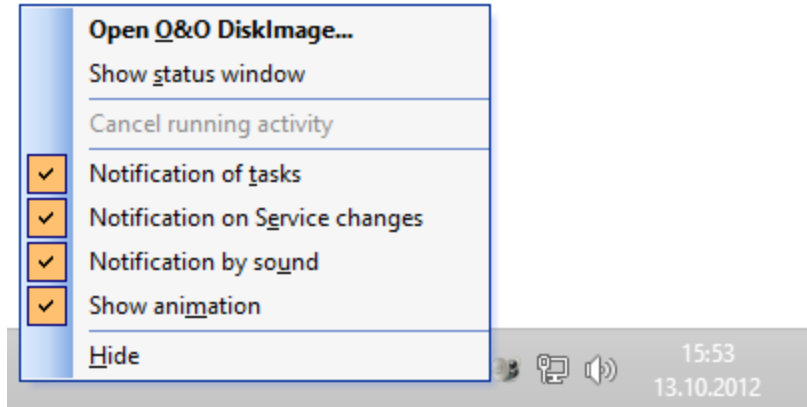 Open O&O DiskImage...
Show status window
Cancel running activity
Notification of tasks
Notification on Service changes
Notification by sound
Show animation
Hide
15:53
13.10.2012